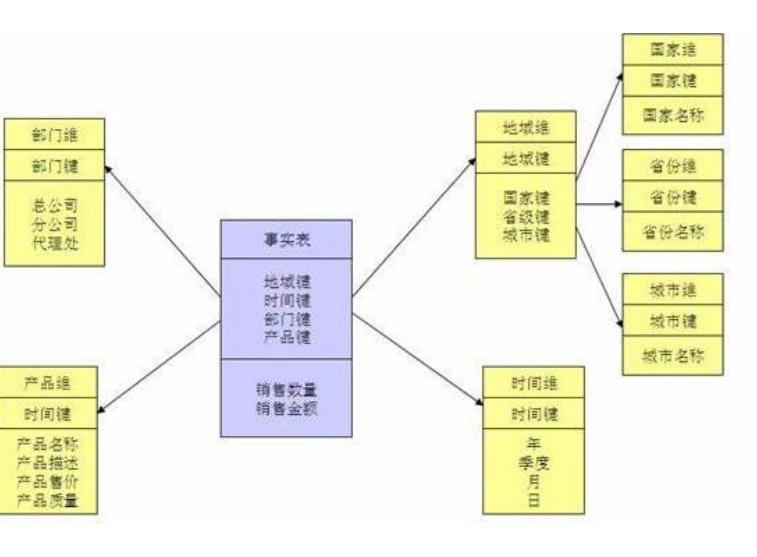 部门维
部门键
总公司
分公司
代理处
产品维
时间键
产品名称
产品描述
产品售价
产品质量
事实表
地域键
时间键
部门键
产品键
销售数量
销售金额
地域维
地域键
国家键
省级键
城市键
时间维
时间键
年
季度
月
日
国家维
国家键
国家名称
省份维
省份键
省份名称
城市维
城市键
城市名称